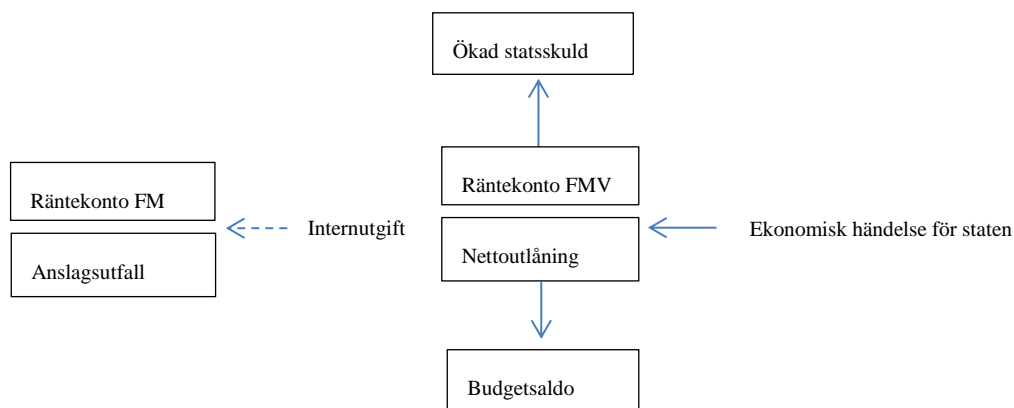 Ökad statsskuld
Räntekonto FM
Räntekonto FMV
Internutgift
Ekonomisk händelse för staten
Anslagsutfall
Nettoutlåning
Budgetsaldo